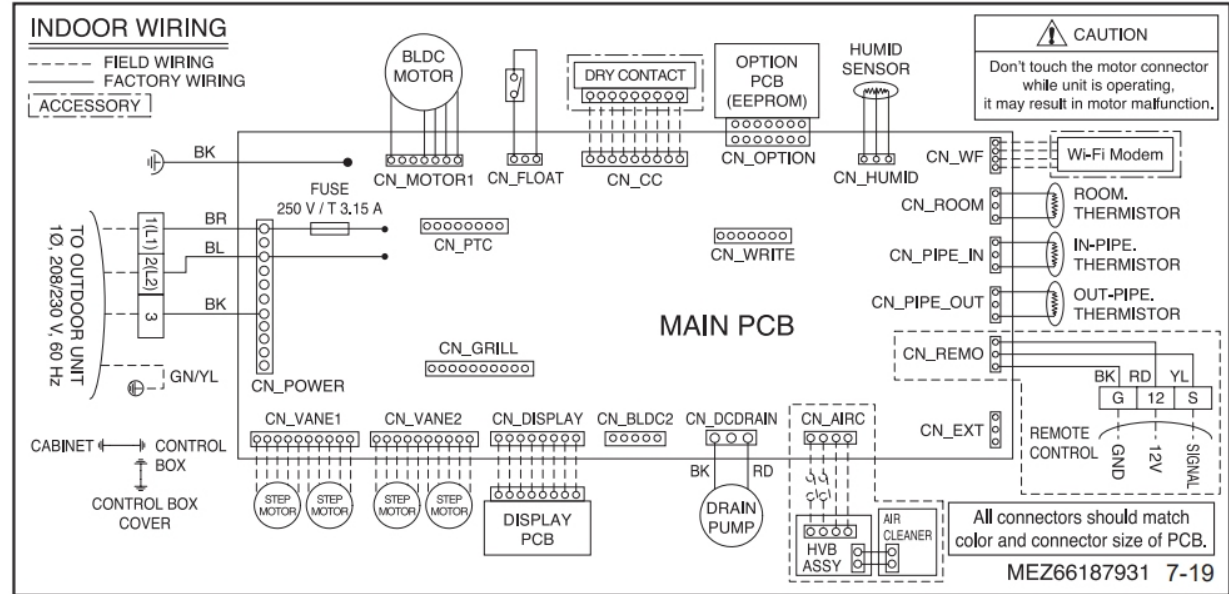 INDOOR WIRING
FIELD WIRING
FACTORY WIRING
ACCESSORY
BLDC
MOTOR
DRY CONTACT
OPTION
PCB
(EEPROM)
HUMID
SENSOR
CAUTION
Don't touch the motor connector
while unit is operating,
it may result in motor malfunction.
BK
CN_MOTOR1
CN_FLOAT
CN_CC
CN_OPTION
CN_HUMID
CN_WF
Wi-Fi Modem
FUSE
250 V / T 3.15 A
CN_PTC
CN_WRITE
CN_ROOM
ROOM.
THERMISTOR
CN_PIPE_IN
IN-PIPE.
THERMISTOR
CN_PIPE_OUT
OUT-PIPE.
THERMISTOR
TO OUTDOOR UNIT
1Ø, 208/230 V, 60 Hz
1(L1)
2(L2)
3
BR
BL
BK
GN/YL
CN_POWER
MAIN PCB
CN_GRILL
CN_REMO
BK RD YL
G 12 S
REMOTE
CONTROL
GND
12V
SIGNAL
CN_EXT
CN_VANE1
CN_VANE2
CN_DISPLAY
CN_BLDC2
CN_DCDRAIN
CN_AIRC
CABINET
CONTROL
BOX
CONTROL BOX
COVER
STEP
MOTOR
STEP
MOTOR
STEP
MOTOR
STEP
MOTOR
DISPLAY
PCB
BK
RD
DRAIN
PUMP
HVB
ASSY
AIR
CLEANER
All connectors should match
color and connector size of PCB.
MEZ66187931 7-19